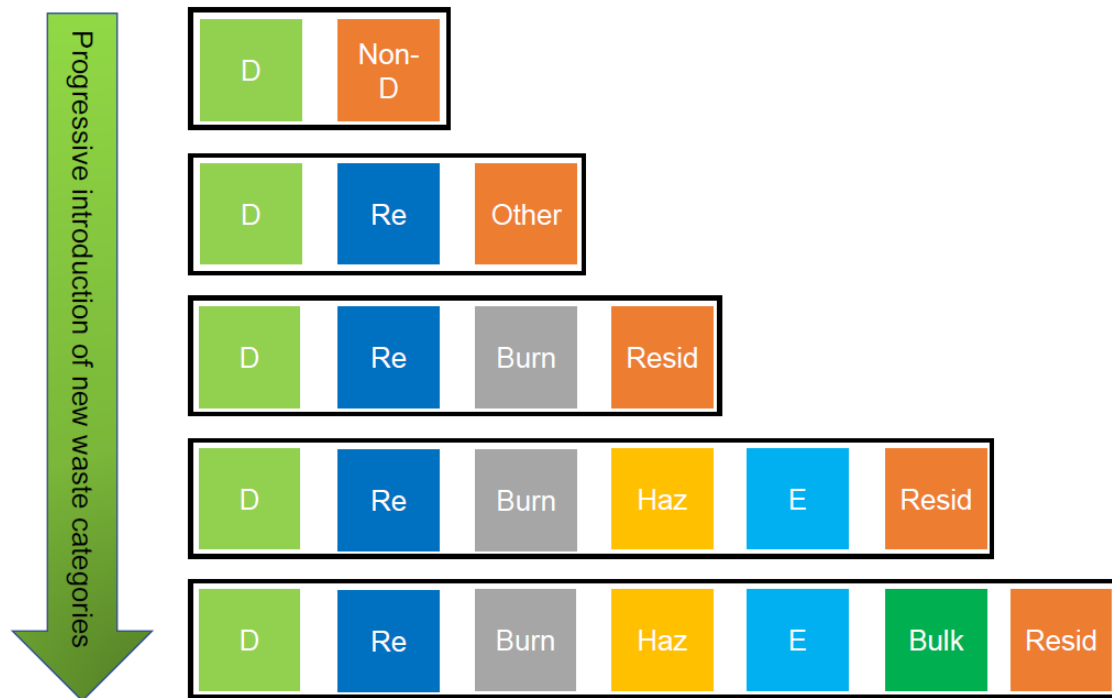 Progressive introduction of new waste categories
D
Non-
D
D
Re
Other
D
Re
Burn
Resid
D
Re
Burn
Haz
E
Resid
D
Re
Burn
Haz
E
Bulk
Resid